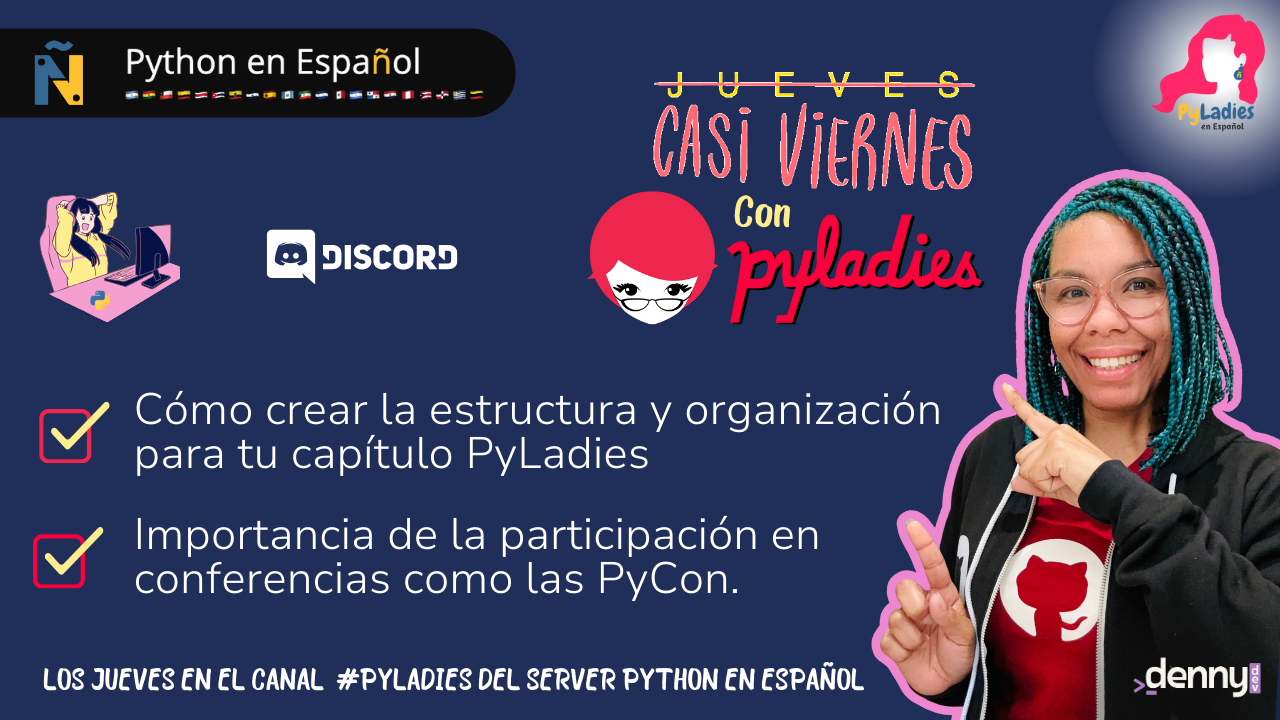 Python en Español
JUEVES
CASI VIERNES
Con
pyladies
PyLadies
en Español
DISCORD
Cómo crear la estructura y organización
para tu capítulo PyLadies
Importancia de la participación en
conferencias como las PyCon.
LOS JUEVES EN EL CANAL #PYLADIES DEL SERVER PYTHON EN ESPAÑOL
>_denny dev